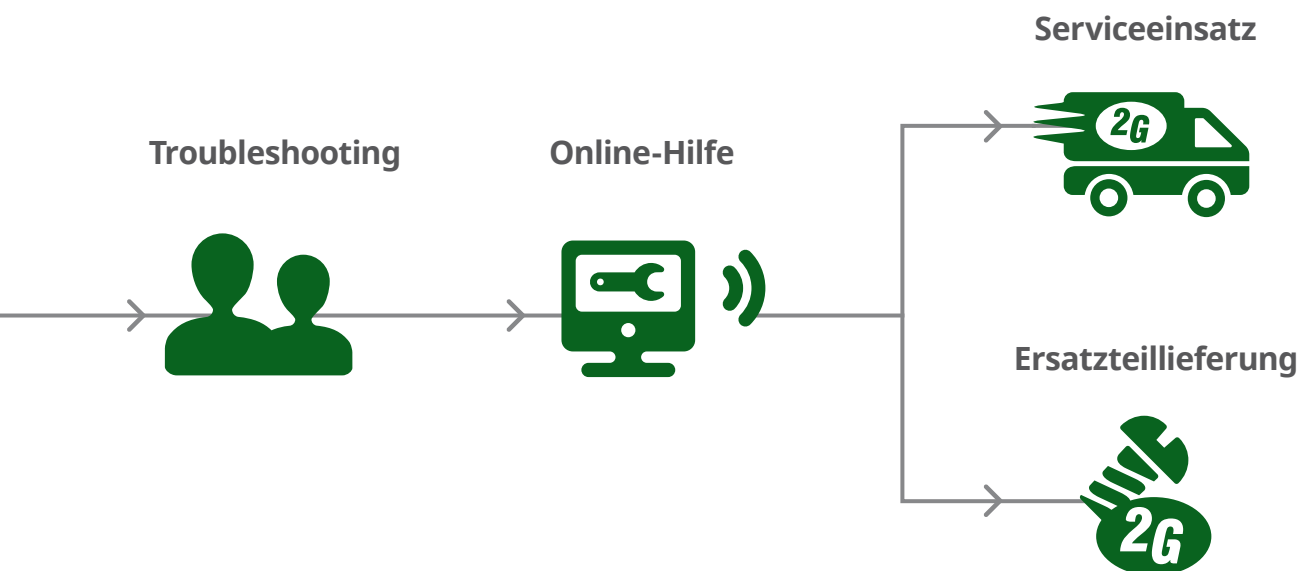 Serviceeinsatz
2G
Troubleshooting
Online-Hilfe
Ersatzteillieferung
2G